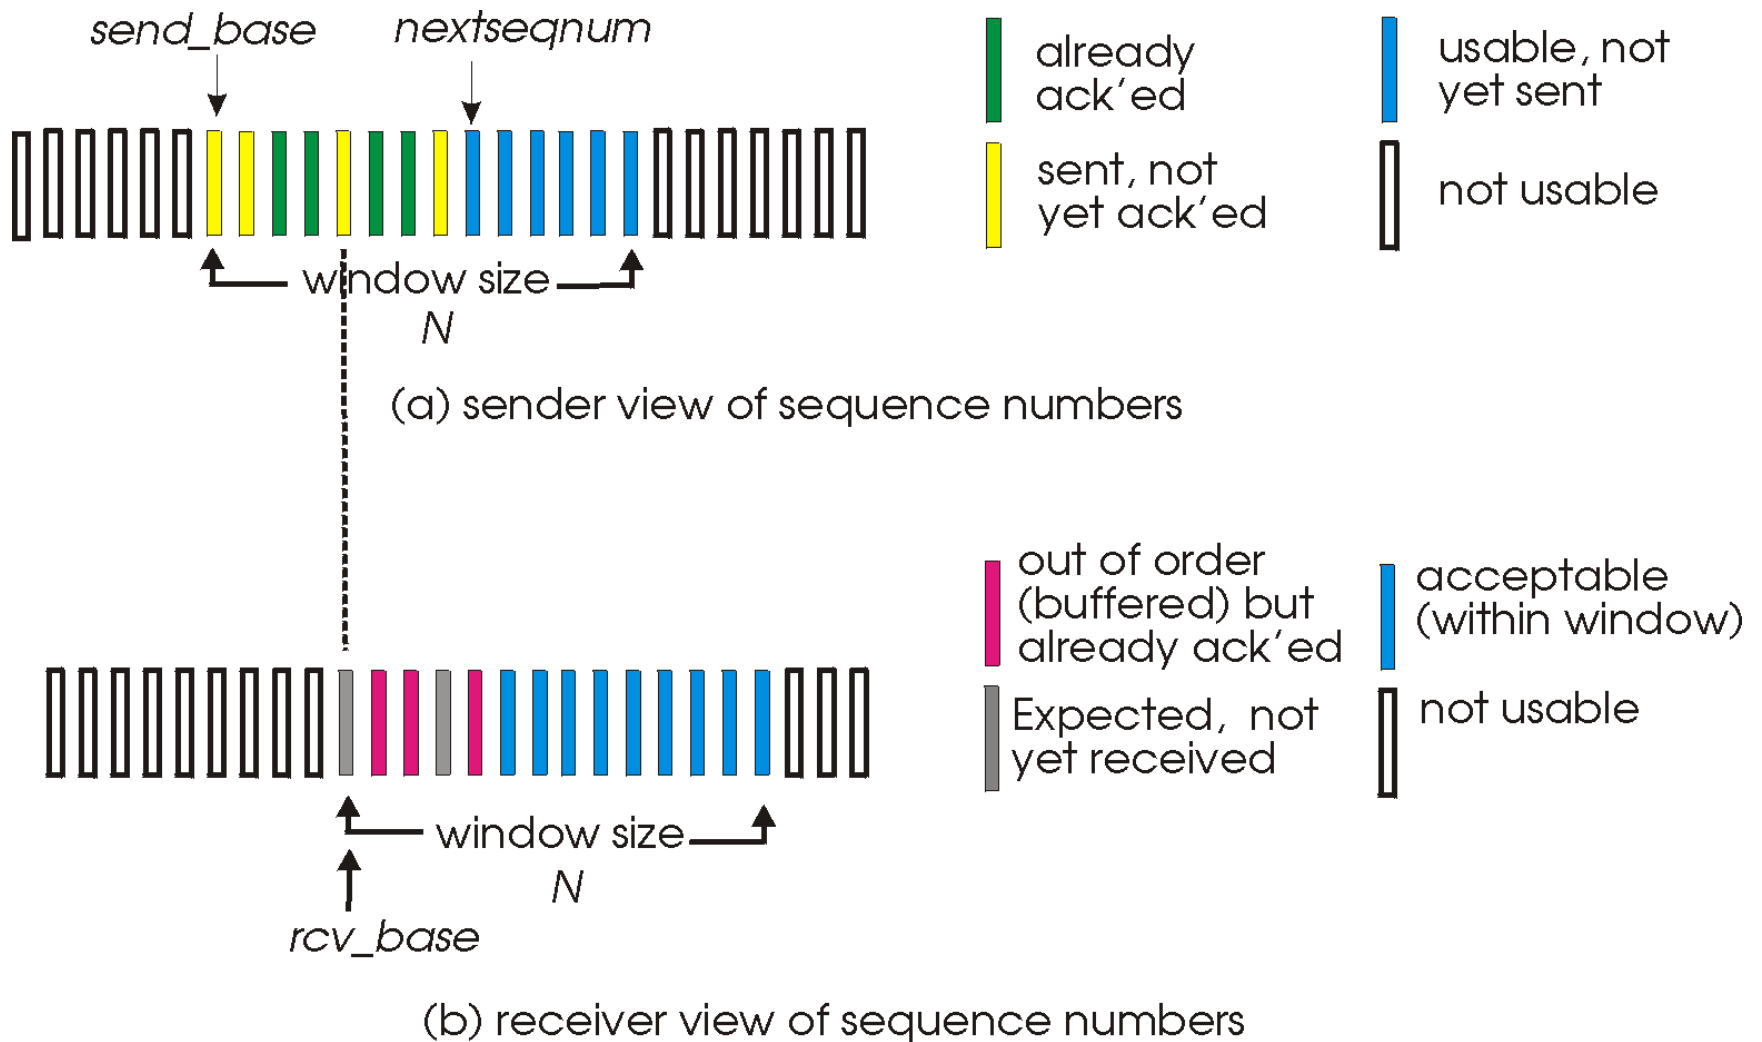 send_base
nextseqnum
already
ack'ed
usable, not
yet sent
sent, not
yet ack'ed
not usable
window size
N
(a) sender view of sequence numbers
out of order
(buffered) but
already ack'ed
acceptable
(within window)
Expected, not
yet received
not usable
window size
N
rcv_base
(b) receiver view of sequence numbers